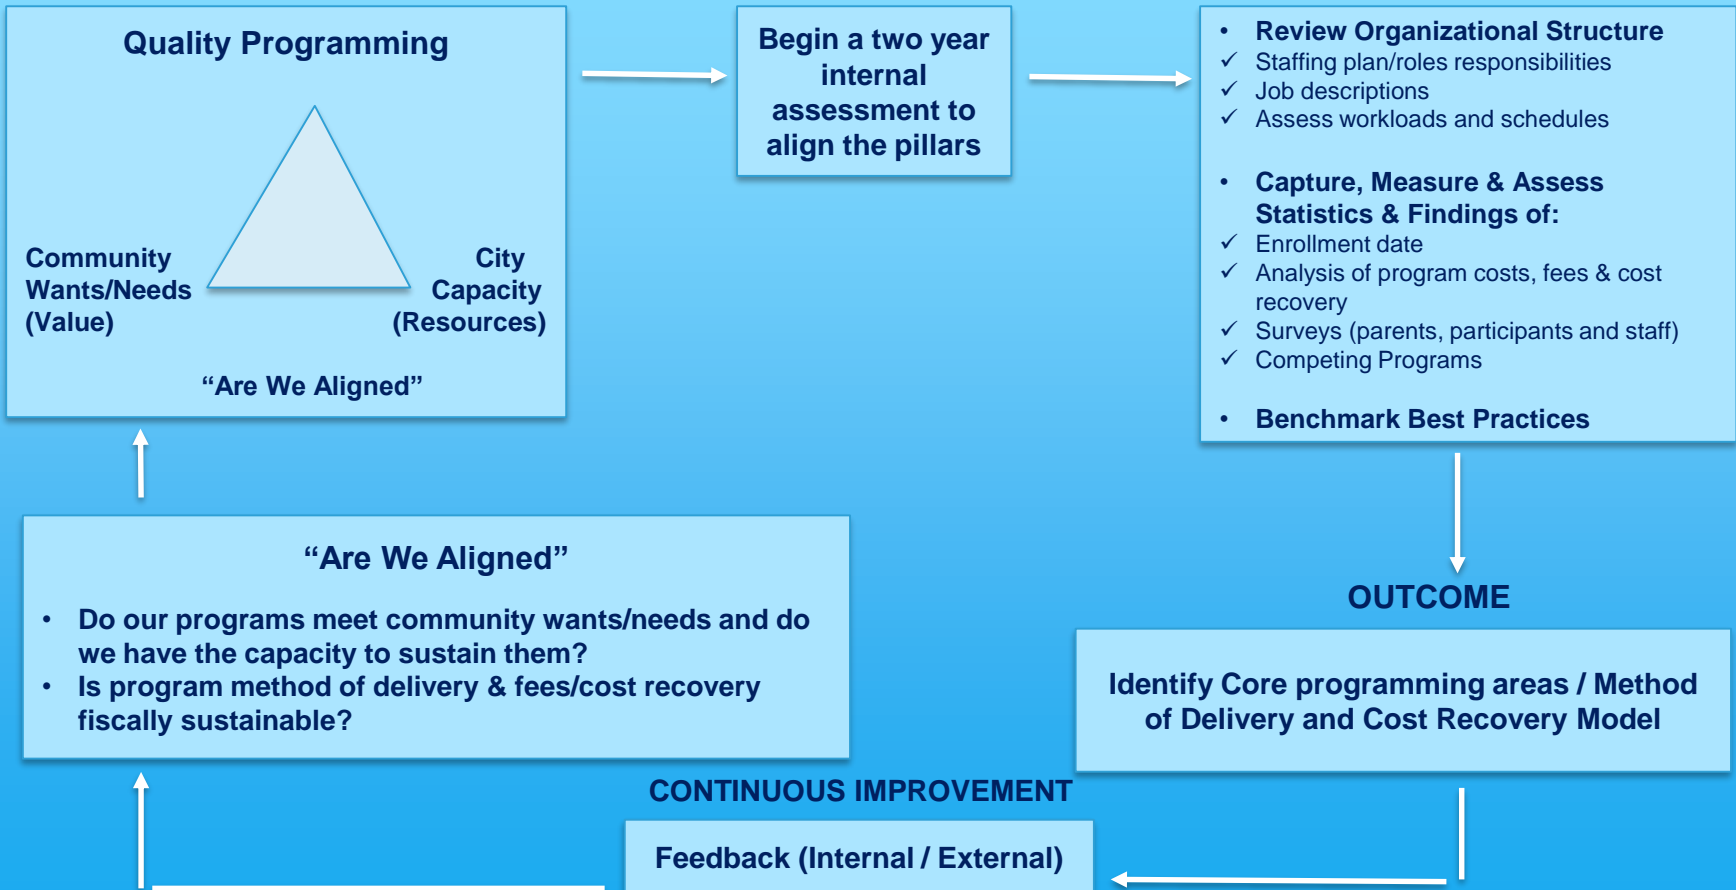 Quality Programming
Community
Wants/Needs
(Value)
City
Capacity
(Resources)
“Are We Aligned”
Begin a two year
internal
assessment to
align the pillars
• Review Organizational Structure
✓ Staffing plan/roles responsibilities
✓ Job descriptions
✓ Assess workloads and schedules
• Capture, Measure & Assess
Statistics & Findings of:
✓ Enrollment date
✓ Analysis of program costs, fees & cost
recovery
✓ Surveys (parents, participants and staff)
✓ Competing Programs
• Benchmark Best Practices
OUTCOME
Identify Core programming areas / Method
of Delivery and Cost Recovery Model
CONTINUOUS IMPROVEMENT
Feedback (Internal / External)
“Are We Aligned”
• Do our programs meet community wants/needs and do
we have the capacity to sustain them?
• Is program method of delivery & fees/cost recovery
fiscally sustainable?